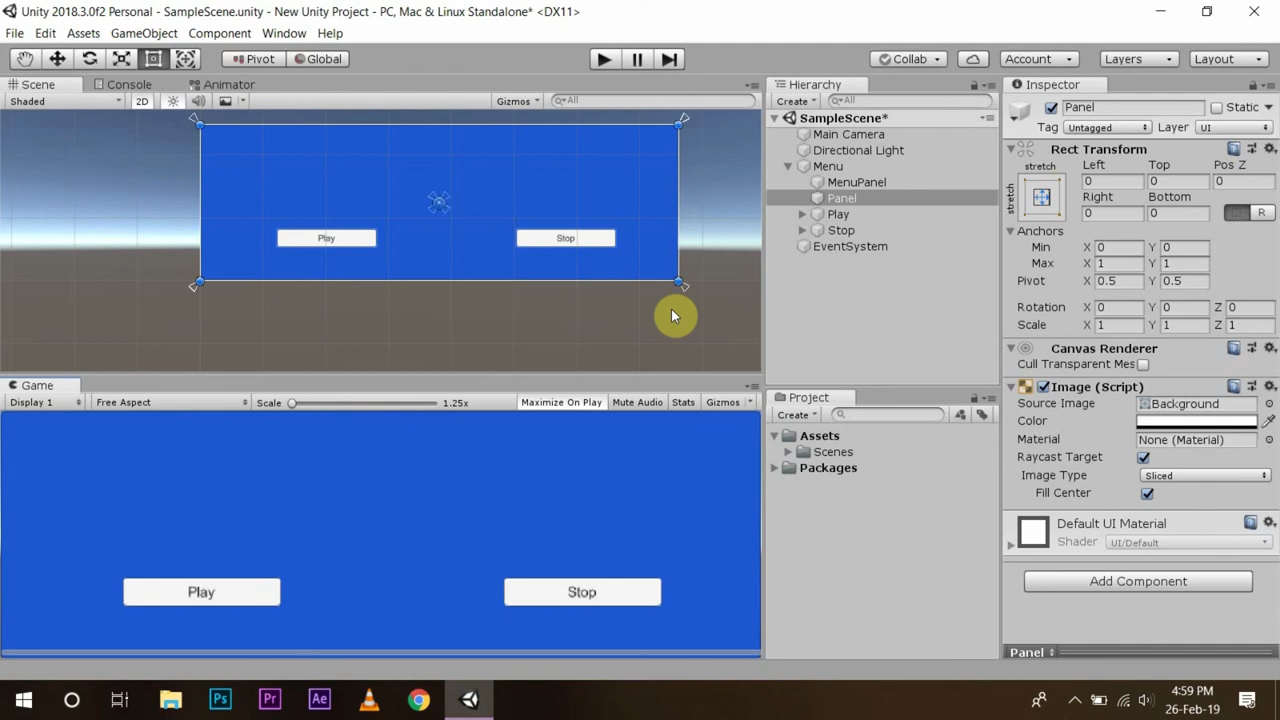 Unity 2018.3.0f2 Personal - SampleScene.unity - New Unity Project - PC, Mac & Linux Standalone* <DX11>
File Edit Assets GameObject Component Window Help
Pivot Global Collab Account Layers Layout
Scene Console Animator
Shaded 2D Gizmos All
Play Stop
Game
Display 1 Free Aspect Scale 1.25x Maximize On Play Mute Audio Stats Gizmos
Play Stop
Hierarchy
Create All
SampleScene*
Main Camera
Directional Light
Menu
MenuPanel
Panel
Play
Stop
EventSystem
Project
Create
Assets
Scenes
Packages
Inspector
Panel Static
Tag Untagged Layer UI
Rect Transform
stretch Left Top Pos Z
stretch 0 0 0
Right Bottom
0 0 R
Anchors
Min X 0 Y 0
Max X 1 Y 1
Pivot X 0.5 Y 0.5
Rotation X 0 Y 0 Z 0
Scale X 1 Y 1 Z 1
Canvas Renderer
Cull Transparent Mes
Image (Script)
Source Image Background
Color
Material None (Material)
Raycast Target
Image Type Sliced
Fill Center
Default UI Material
Shader UI/Default
Add Component
Panel
Ps Pr Ae
4:59 PM
26-Feb-19